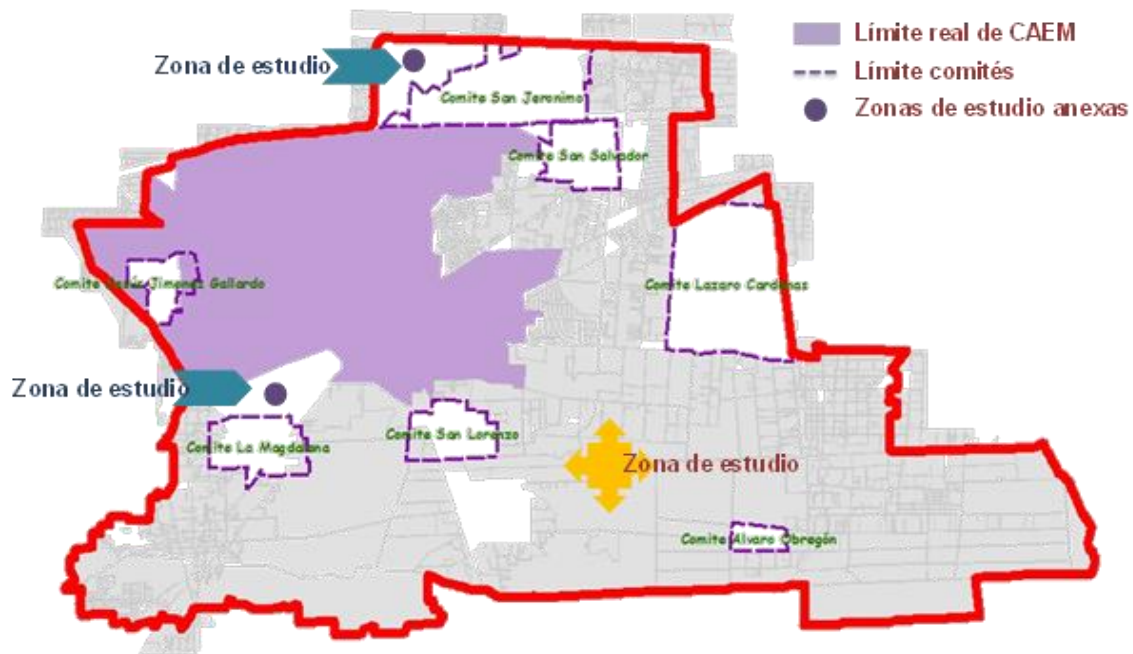 Límite real de CAEM
Zona de estudio
Límite comités
Comite San Jeronimo
Zonas de estudio anexas
Comite San Salvador
Comite Jesús Jimenez Gallardo
Comite Lazaro Cardenas
Zona de estudio
Comite La Magdalena
Comite San Lorenzo
Zona de estudio
Comite Alvaro Obregón